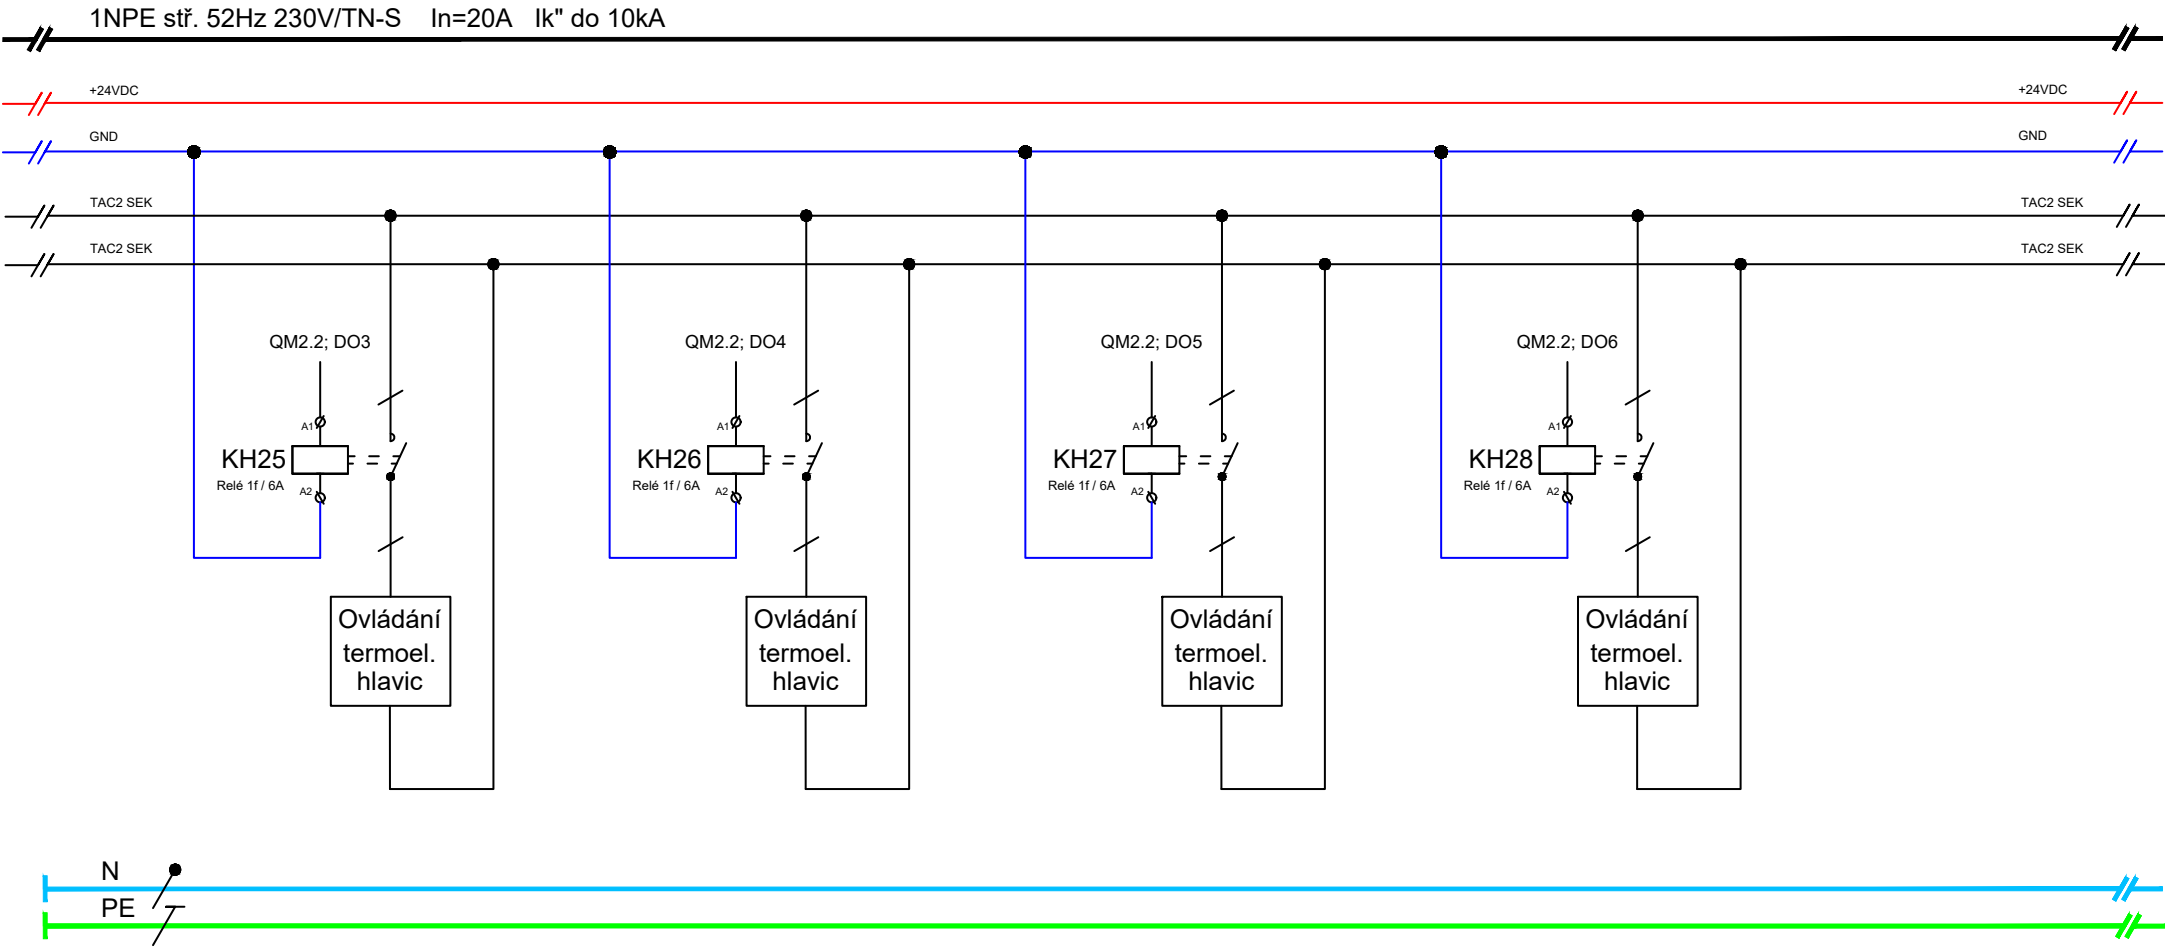 1NPE stř. 52Hz 230V/TN-S In=20A Ik" do 10kA
+24VDC +24VDC
GND GND
TAC2 SEK TAC2 SEK
TAC2 SEK TAC2 SEK
QM2.2; DO3 QM2.2; DO4 QM2.2; DO5 QM2.2; DO6
A1 A1 A1 A1
KH25 KH26 KH27 KH28
Relé 1f / 6A Relé 1f / 6A Relé 1f / 6A Relé 1f / 6A
A2 A2 A2 A2
Ovládání Ovládání Ovládání Ovládání
termoel. termoel. termoel. termoel.
hlavic hlavic hlavic hlavic
N
PE